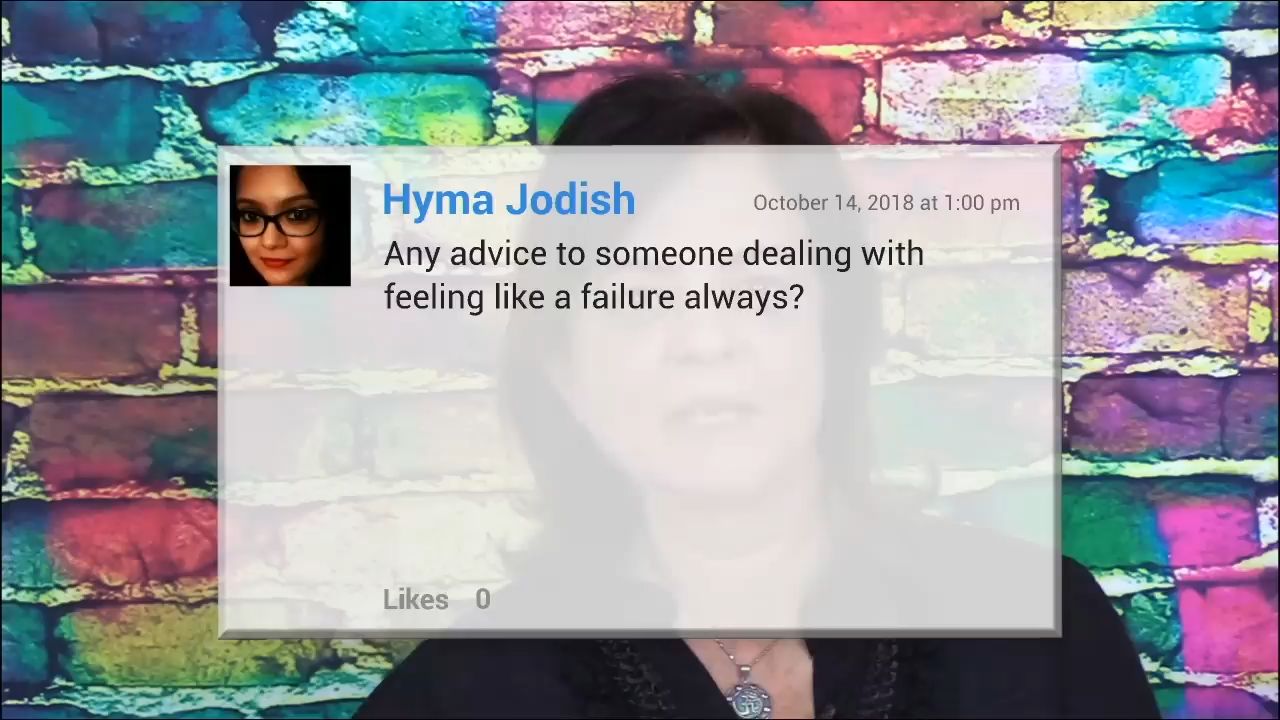 Hyma Jodish
October 14, 2018 at 1:00 pm
Any advice to someone dealing with
feeling like a failure always?
Likes 0